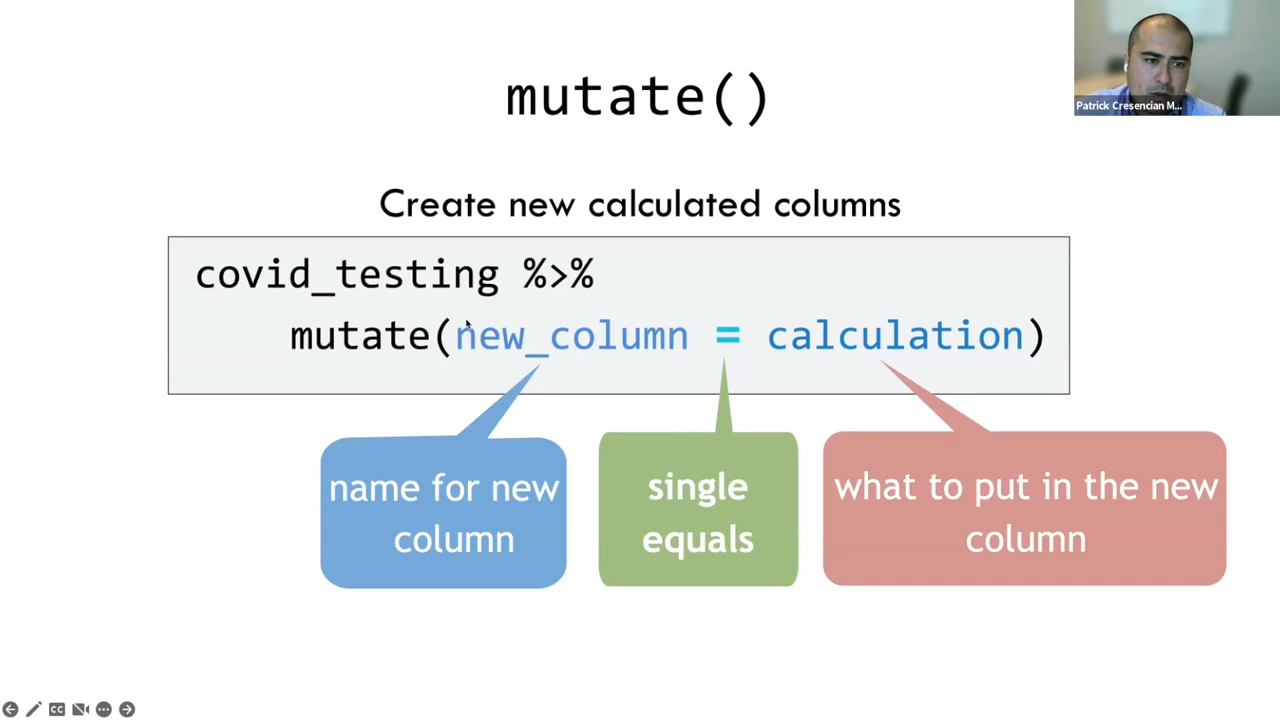 mutate()
Patrick Cresencian M...
Create new calculated columns
covid_testing %>%
mutate(new_column = calculation)
name for new
column
single
equals
what to put in the new
column
CC